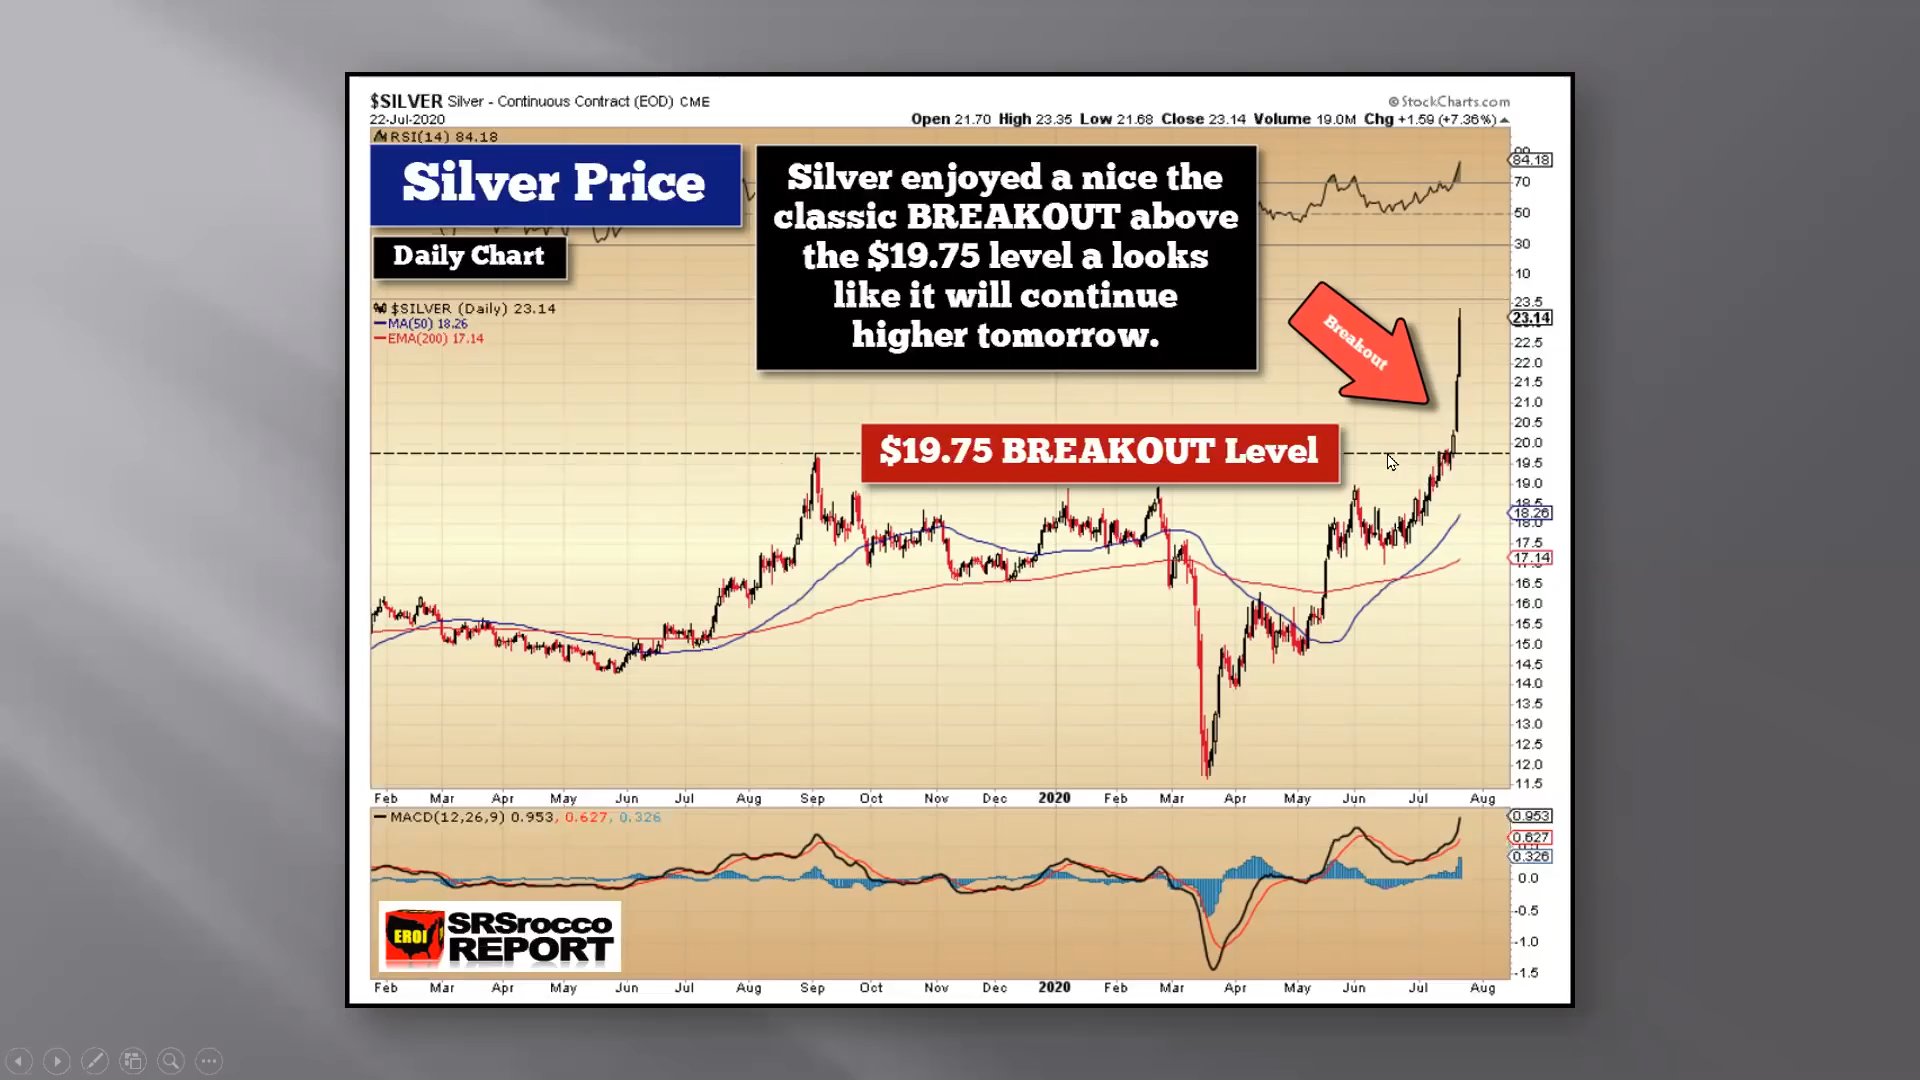 $SILVER Silver - Continuous Contract (EOD) CME
© StockCharts.com
22-Jul-2020
Open 21.70 High 23.35 Low 21.68 Close 23.14 Volume 19.0M Chg +1.59 (+7.36%)
RSI(14) 84.18
Silver Price
Daily Chart
Silver enjoyed a nice the
classic BREAKOUT above
the $19.75 level a looks
like it will continue
higher tomorrow.
84.18
70
50
30
10
$SILVER (Daily) 23.14
MA(50) 18.26
EMA(200) 17.14
Breakout
$19.75 BREAKOUT Level
23.5
23.14
22.5
22.0
21.5
21.0
20.5
20.0
19.5
19.0
18.5
18.26
18.0
17.5
17.14
16.5
16.0
15.5
15.0
14.5
14.0
13.5
13.0
12.5
12.0
11.5
Feb Mar Apr May Jun Jul Aug Sep Oct Nov Dec 2020 Feb Mar Apr May Jun Jul Aug
MACD(12,26,9) 0.953, 0.627, 0.326
0.953
0.627
0.326
0.0
-0.5
-1.0
-1.5
EROI
SRSrocco
REPORT
Feb Mar Apr May Jun Jul Aug Sep Oct Nov Dec 2020 Feb Mar Apr May Jun Jul Aug